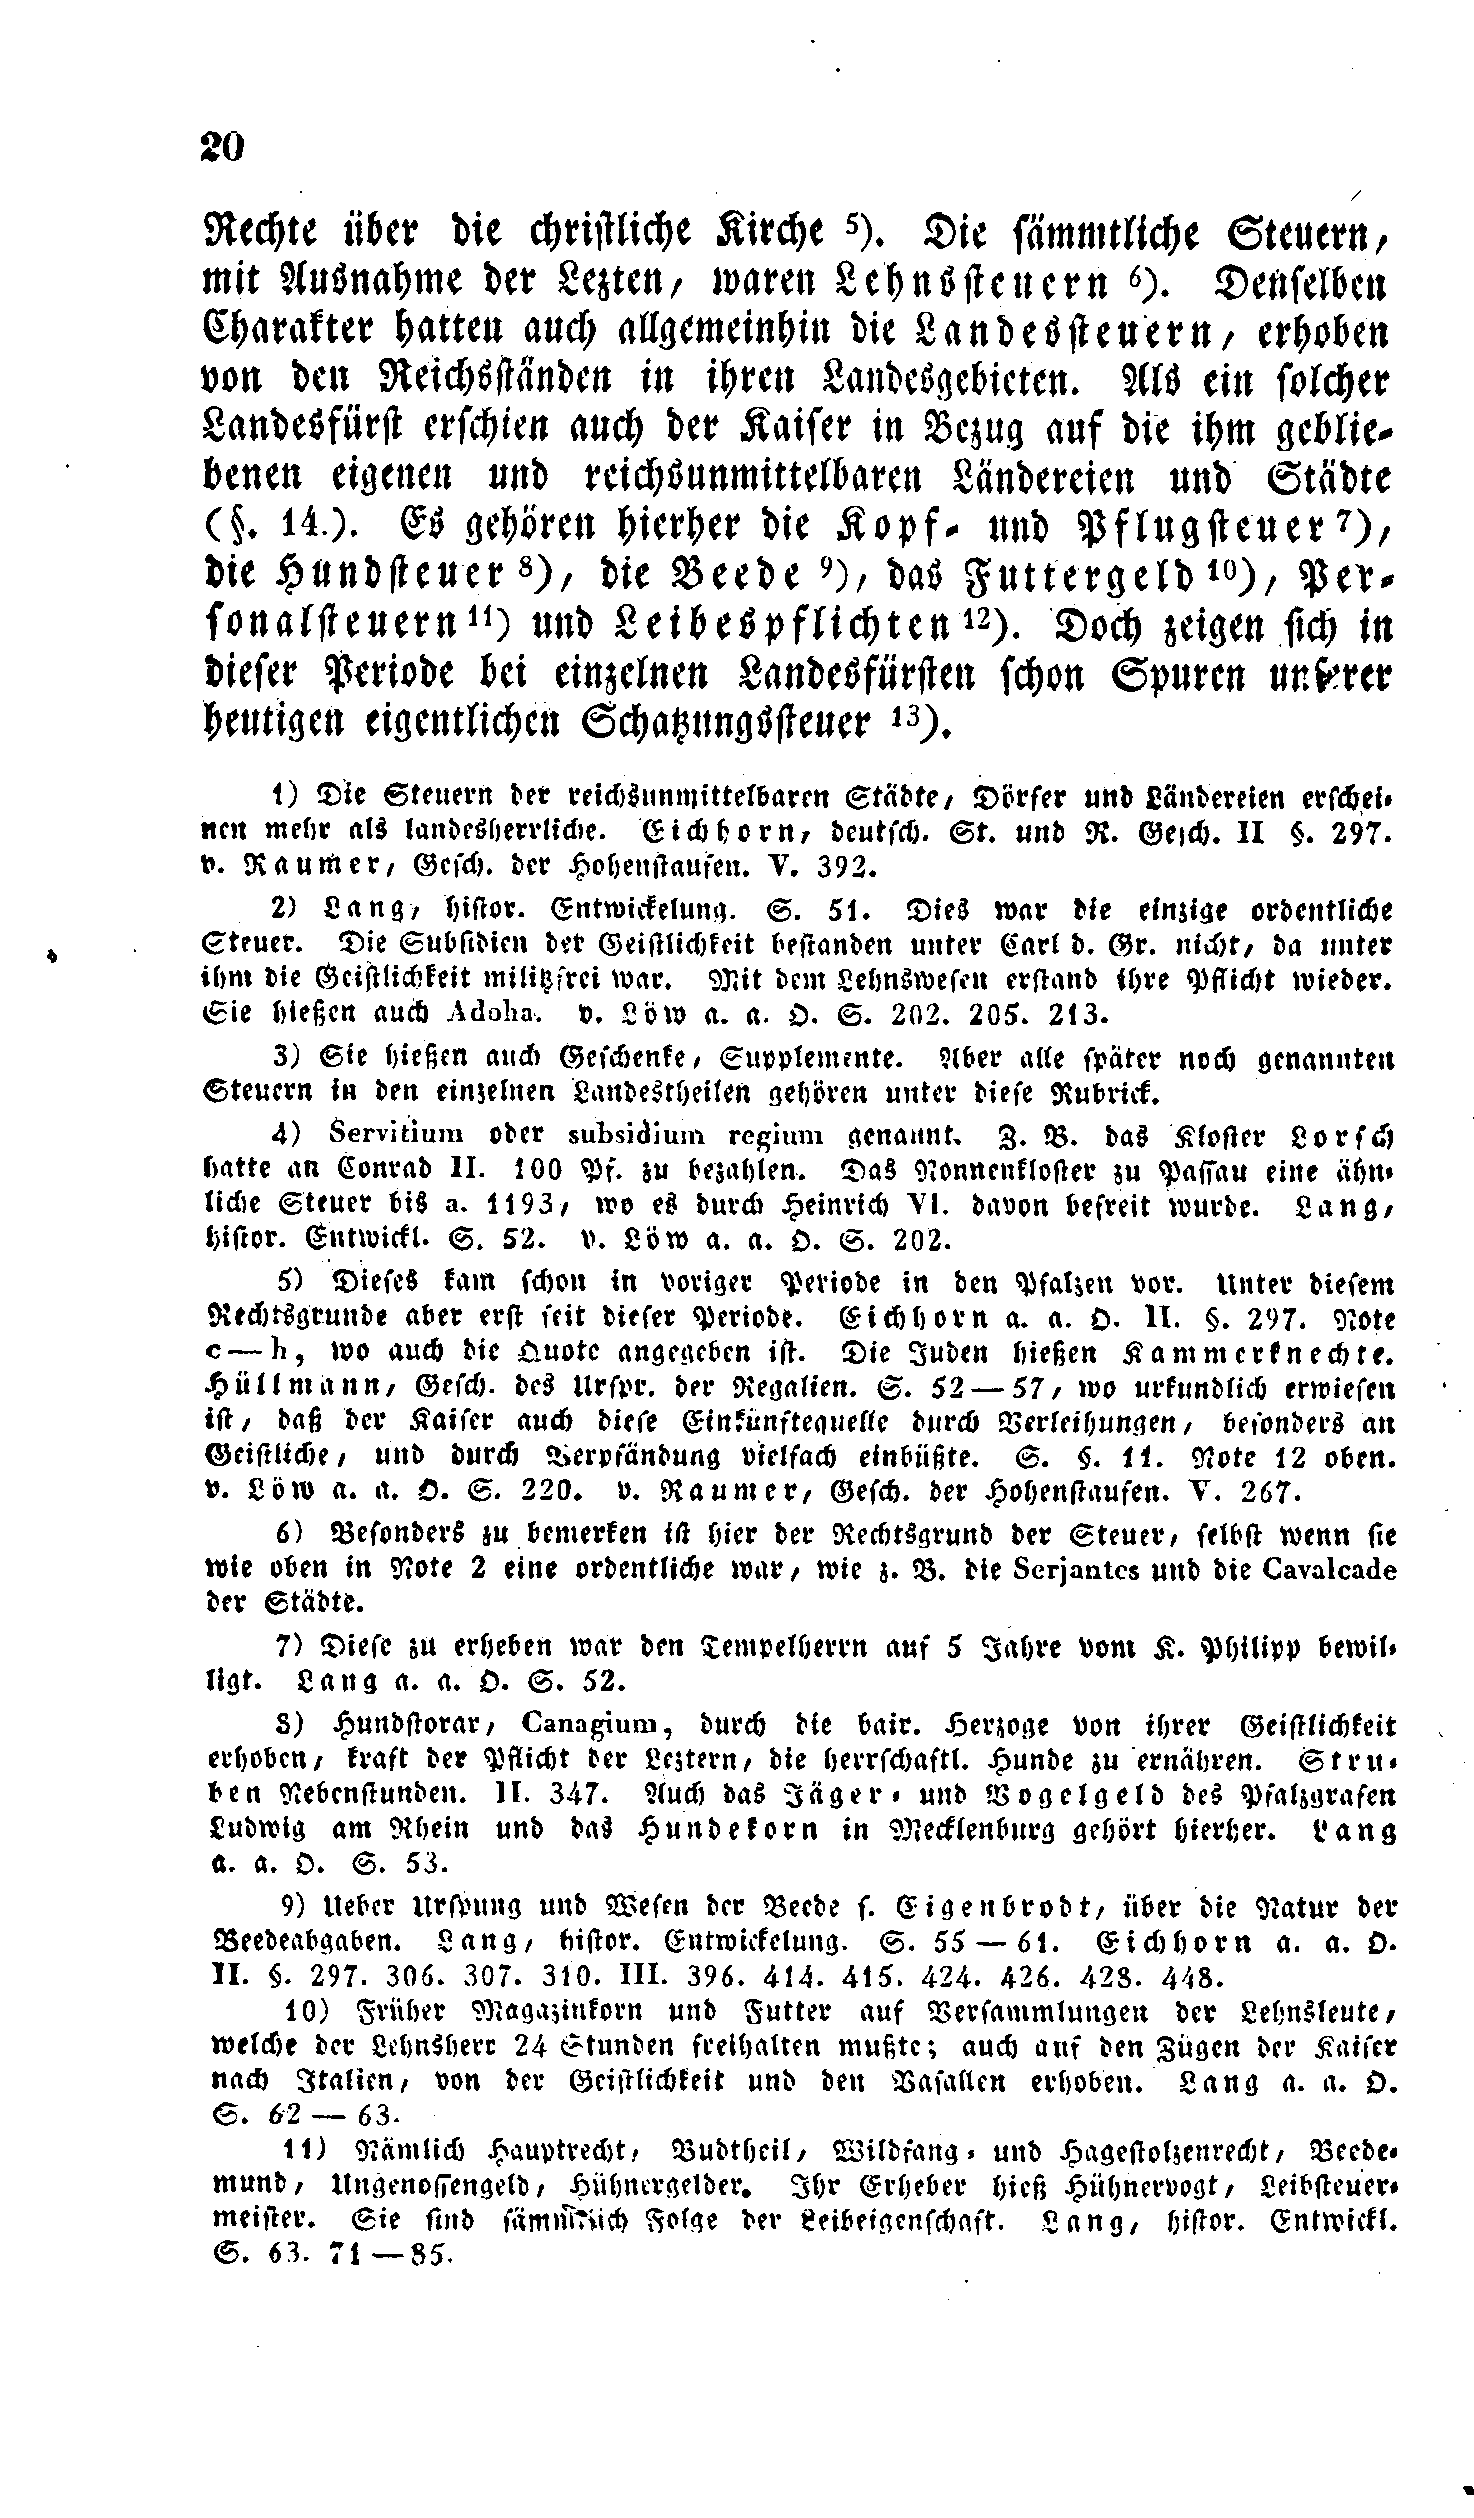 20
Rechte über die christliche Kirche 5). Die sämmtliche Steuern,
mit Ausnahme der Lezten, waren Lehnssteuern 6). Denselben
Charakter hatten auch allgemeinhin die Landessteuern, erhoben
von den Reichsständen in ihren Landesgebieten. Als ein solcher
Landesfürst erschien auch der Kaiser in Bezug auf die ihm geblie-
benen eigenen und reichsunmittelbaren Ländereien und Städte
(§. 14.). Es gehören hierher die Kopf- und Pflugsteuer 7),
die Hundsteuer 8), die Beede 9), das Futtergeld 10), Per-
sonalsteuern 11) und Leibespflichten 12). Doch zeigen sich in
dieser Periode bei einzelnen Landesfürsten schon Spuren unserer
heutigen eigentlichen Schatzungssteuer 13).
1) Die Steuern der reichsunmittelbaren Städte, Dörfer und Ländereien erschei-
nen mehr als landesherrliche. Eichhorn, deutsch. St. und R. Gesch. II §. 297.
v. Raumer, Gesch. der Hohenstaufen. V. 392.
2) Lang, histor. Entwickelung. S. 51. Dies war die einzige ordentliche
Steuer. Die Subsidien der Geistlichkeit bestanden unter Carl d. Gr. nicht, da unter
ihm die Geistlichkeit militzfrei war. Mit dem Lehnswesen erstand ihre Pflicht wieder.
Sie hießen auch Adoha. v. Löw a. a. O. S. 202. 205. 213.
3) Sie hießen auch Geschenke, Supplemente. Aber alle später noch genannten
Steuern in den einzelnen Landestheilen gehören unter diese Rubrick.
4) Servitium oder subsidium regium genannt. Z. B. das Kloster Lorsch
hatte an Conrad II. 100 Pf. zu bezahlen. Das Nonnenkloster zu Passau eine ähn-
liche Steuer bis a. 1193, wo es durch Heinrich VI. davon befreit wurde. Lang,
histor. Entwickl. S. 52. v. Löw a. a. O. S. 202.
5) Dieses kam schon in voriger Periode in den Pfalzen vor. Unter diesem
Rechtsgrunde aber erst seit dieser Periode. Eichhorn a. a. O. II. §. 297. Note
c — h, wo auch die Quote angegeben ist. Die Juden hießen Kammerknechte.
Hüllmann, Gesch. des Urspr. der Regalien. S. 52 — 57, wo urkundlich erwiesen
ist, daß der Kaiser auch diese Einkünftequelle durch Verleihungen, besonders an
Geistliche, und durch Verpfändung vielfach einbüßte. S. §. 11. Note 12 oben.
v. Löw a. a. O. S. 220. v. Raumer, Gesch. der Hohenstaufen. V. 267.
6) Besonders zu bemerken ist hier der Rechtsgrund der Steuer, selbst wenn sie
wie oben in Note 2 eine ordentliche war, wie z. B. die Serjantes und die Cavalcade
der Städte.
7) Diese zu erheben war den Tempelherrn auf 5 Jahre vom K. Philipp bewil-
ligt. Lang a. a. O. S. 52.
8) Hundstorar, Canagium, durch die bair. Herzoge von ihrer Geistlichkeit
erhoben, kraft der Pflicht der Leztern, die herrschaftl. Hunde zu ernähren. Stru-
ben Nebenstunden. II. 347. Auch das Jäger- und Vogelgeld des Pfalzgrafen
Ludwig am Rhein und das Hundekorn in Mecklenburg gehört hierher. Lang
a. a. O. S. 53.
9) Ueber Urspung und Wesen der Beede s. Eigenbrodt, über die Natur der
Beedeabgaben. Lang, histor. Entwickelung. S. 55 — 61. Eichhorn a. a. O.
II. §. 297. 306. 307. 310. III. 396. 414. 415. 424. 426. 428. 448.
10) Früher Magazinkorn und Futter auf Versammlungen der Lehnsleute,
welche der Lehnsherr 24 Stunden freihalten mußte; auch auf den Zügen der Kaiser
nach Italien, von der Geistlichkeit und den Vasallen erhoben. Lang a. a. O.
S. 62 — 63.
11) Nämlich Hauptrecht, Budtheil, Wildfang- und Hagestolzenrecht, Beede-
mund, Ungenossengeld, Hühnergelder. Ihr Erheber hieß Hühnervogt, Leibsteuer-
meister. Sie sind sämmtlich Folge der Leibeigenschaft. Lang, histor. Entwickl.
S. 63. 71 — 85.